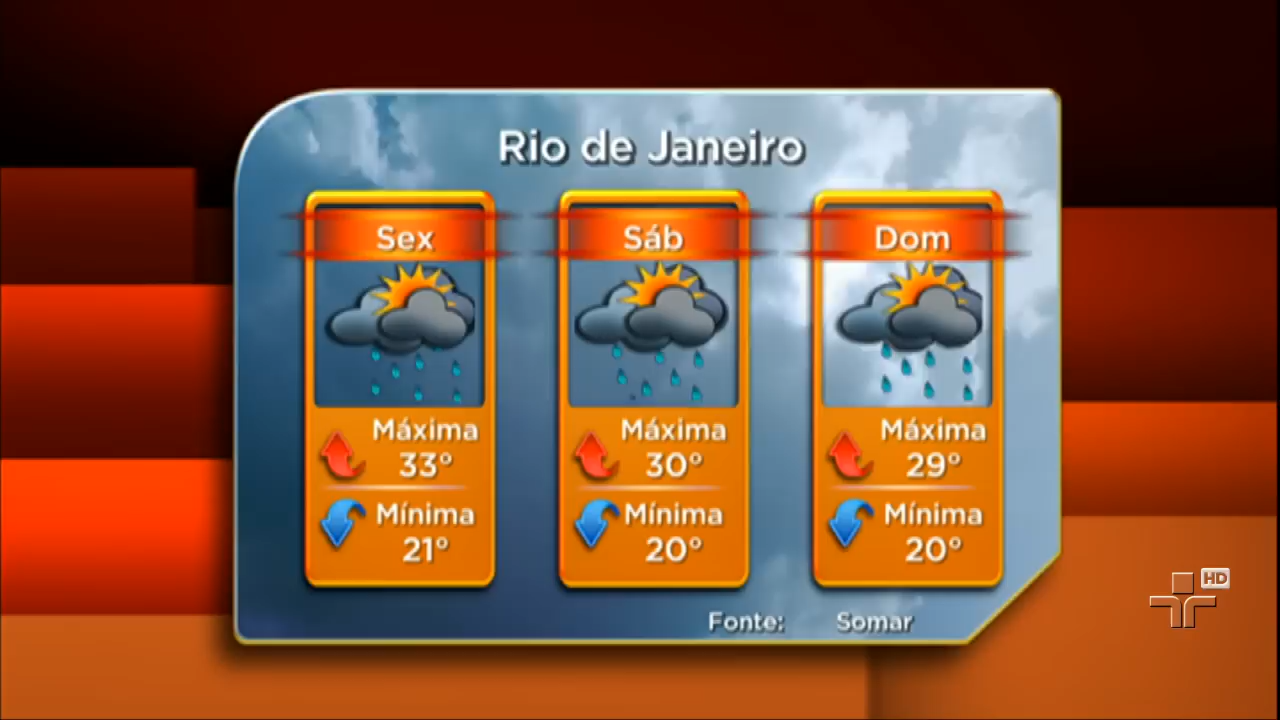 Rio de Janeiro
Sex
Máxima
33°
Mínima
21°
Sáb
Máxima
30°
Mínima
20°
Dom
Máxima
29°
Mínima
20°
Fonte: Somar
HD